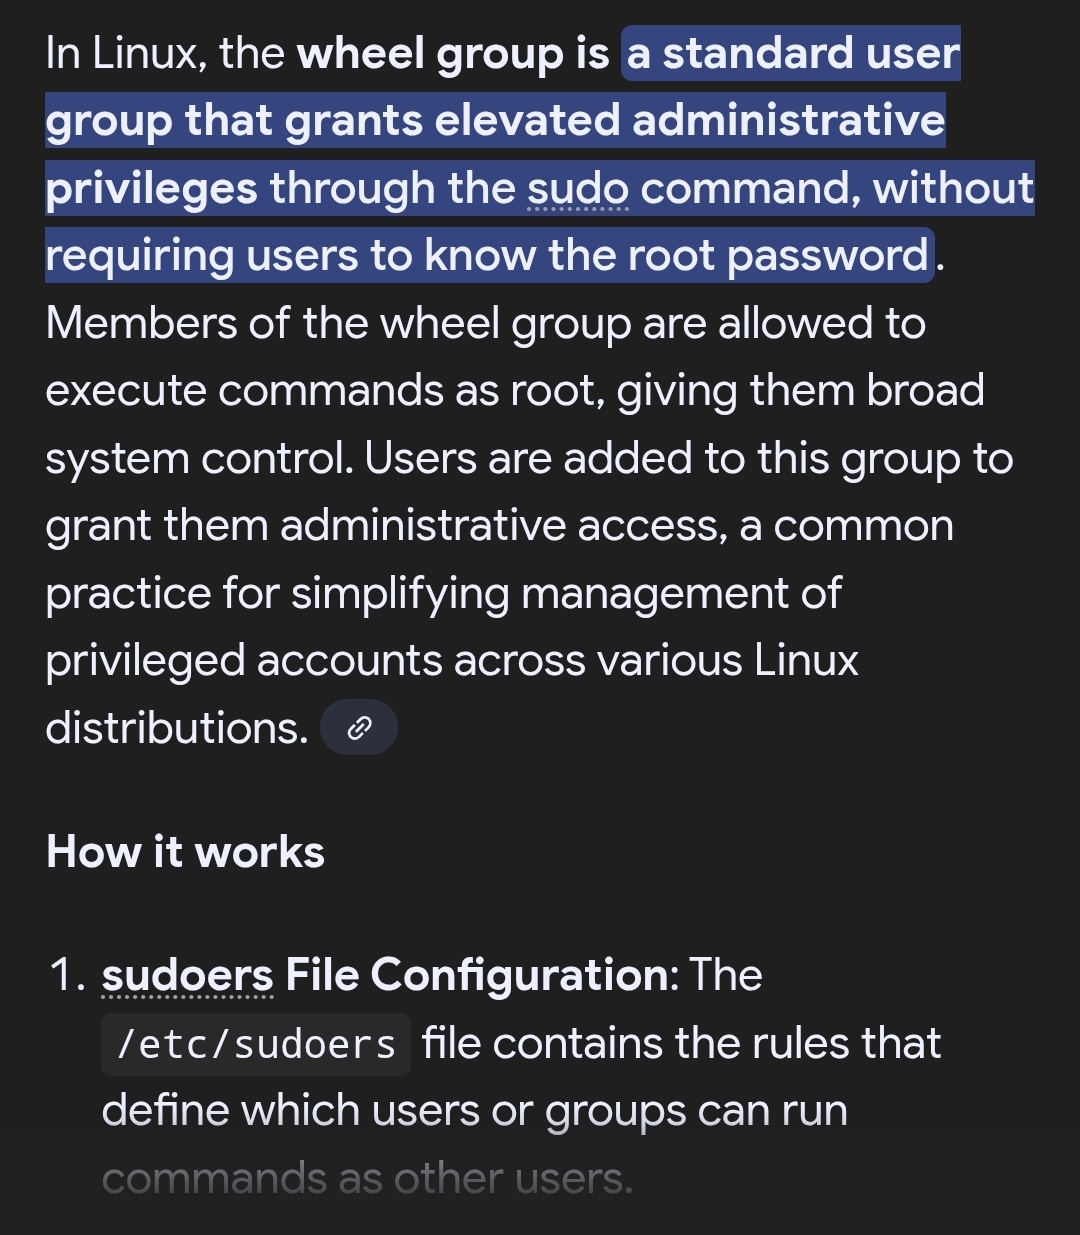 In Linux, the wheel group is a standard user
group that grants elevated administrative
privileges through the sudo command, without
requiring users to know the root password.
Members of the wheel group are allowed to
execute commands as root, giving them broad
system control. Users are added to this group to
grant them administrative access, a common
practice for simplifying management of
privileged accounts across various Linux
distributions.
How it works
1. sudoers File Configuration: The
/etc/sudoers file contains the rules that
define which users or groups can run
commands as other users.